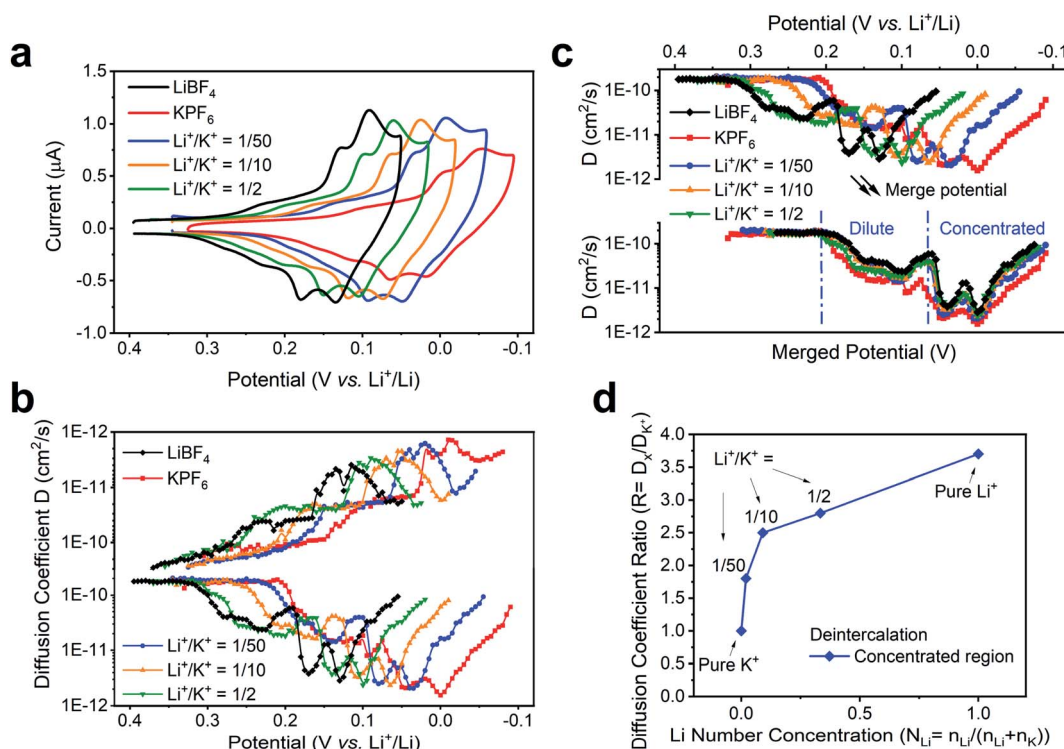 a
1.5
1.0
0.5
0.0
-0.5
-1.0
Current (μA)
LiBF4
KPF6
Li+/K+ = 1/50
Li+/K+ = 1/10
Li+/K+ = 1/2
0.4 0.3 0.2 0.1 0.0 -0.1
Potential (V vs. Li+/Li)
b
1E-12
1E-11
1E-10
1E-10
1E-11
1E-12
Diffusion Coefficient D (cm2/s)
LiBF4
KPF6
Li+/K+ = 1/50
Li+/K+ = 1/10
Li+/K+ = 1/2
0.4 0.3 0.2 0.1 0.0 -0.1
Potential (V vs. Li+/Li)
c
Potential (V vs. Li+/Li)
0.4 0.3 0.2 0.1 0.0 -0.1
1E-10
1E-11
1E-12
D (cm2/s)
LiBF4
KPF6
Li+/K+ = 1/50
Li+/K+ = 1/10
Li+/K+ = 1/2
Merge potential
Dilute
Concentrated
1E-10
1E-11
1E-12
D (cm2/s)
Merged Potential (V)
d
4.0
3.5
3.0
2.5
2.0
1.5
1.0
0.5
0.0
Diffusion Coefficient Ratio (RR= Dx/DK+)
Li+/K+ =
1/2
1/10
1/50
Pure Li+
Pure K+
Deintercalation
Concentrated region
0.0 0.5 1.0
Li Number Concentration (NLi= nLi/(nLi+nK))